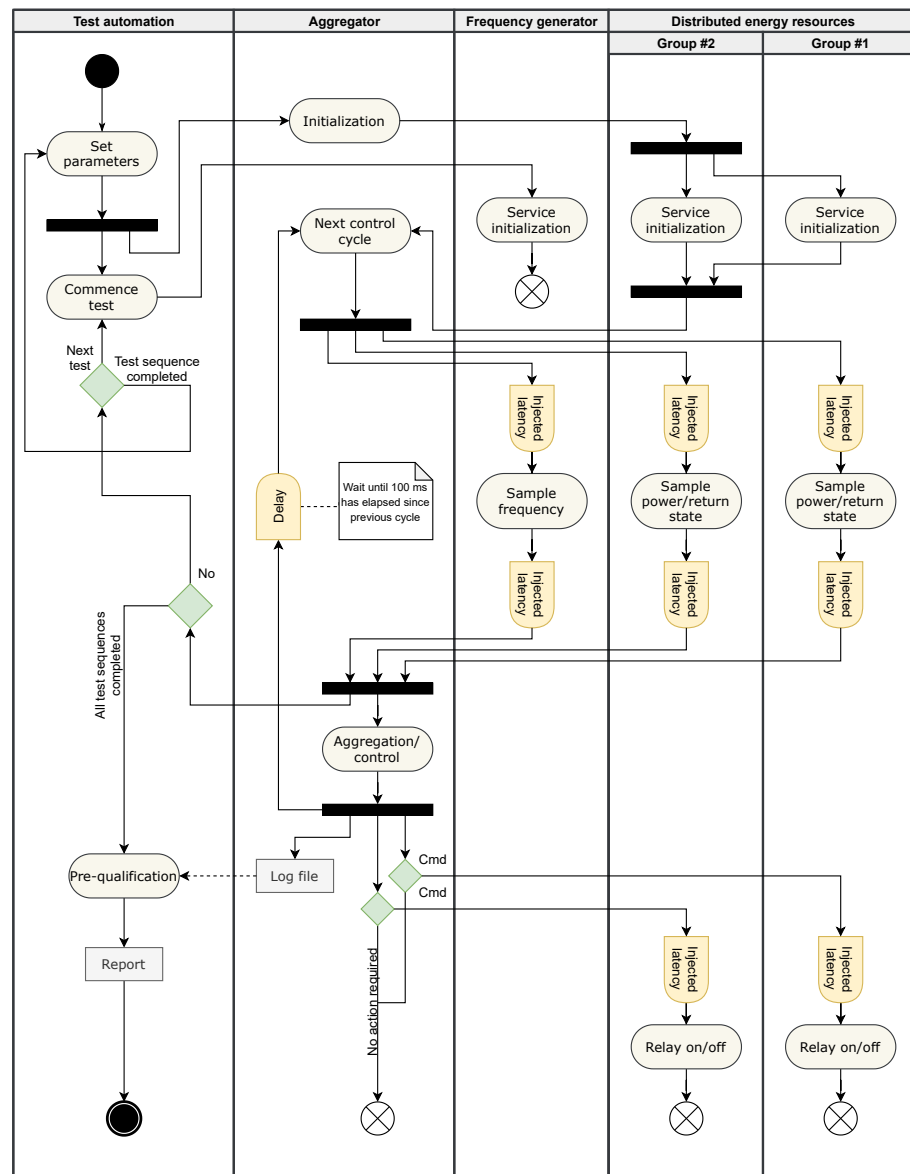 Test automation
Aggregator
Frequency generator
Distributed energy resources
Group #2
Group #1
Initialization
Set
parameters
Next control
cycle
Service
initialization
Service
initialization
Service
initialization
Commence
test
Next
test
Test sequence
completed
Injected
latency
Injected
latency
Injected
latency
Delay
Wait until 100 ms
has elapsed since
previous cycle
Sample
frequency
Sample
power/return
state
Sample
power/return
state
No
Injected
latency
Injected
latency
Injected
latency
All test sequences
completed
Aggregation/
control
Pre-qualification
Log file
Cmd
Cmd
Report
No action required
Injected
latency
Injected
latency
Relay on/off
Relay on/off